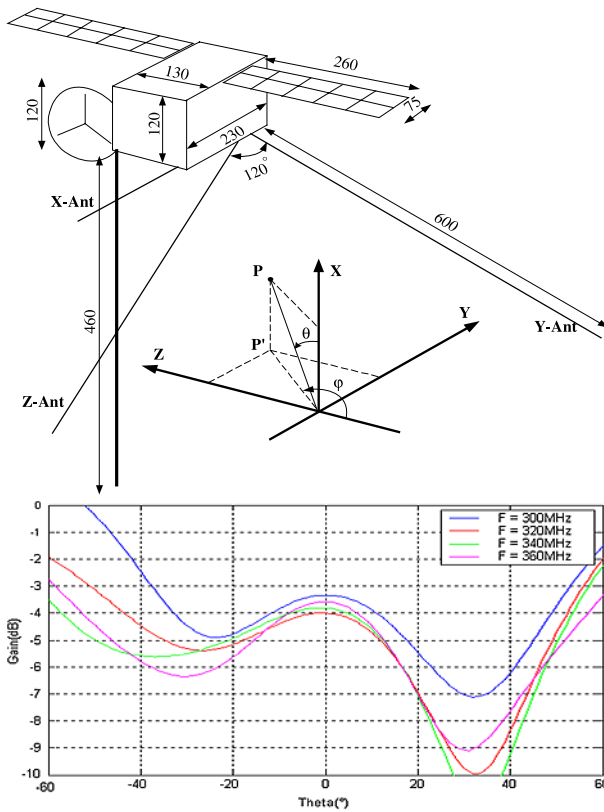 130
260
75
120
120
230
120°
X-Ant
600
460
P
X
Y
Y-Ant
θ
P'
Z
φ
Z-Ant
0
-1
-2
-3
-4
-5
-6
-7
-8
-9
-10
Gain(dB)
F = 300MHz
F = 320MHz
F = 340MHz
F = 360MHz
-60
-40
-20
0
20
40
60
Theta(°)